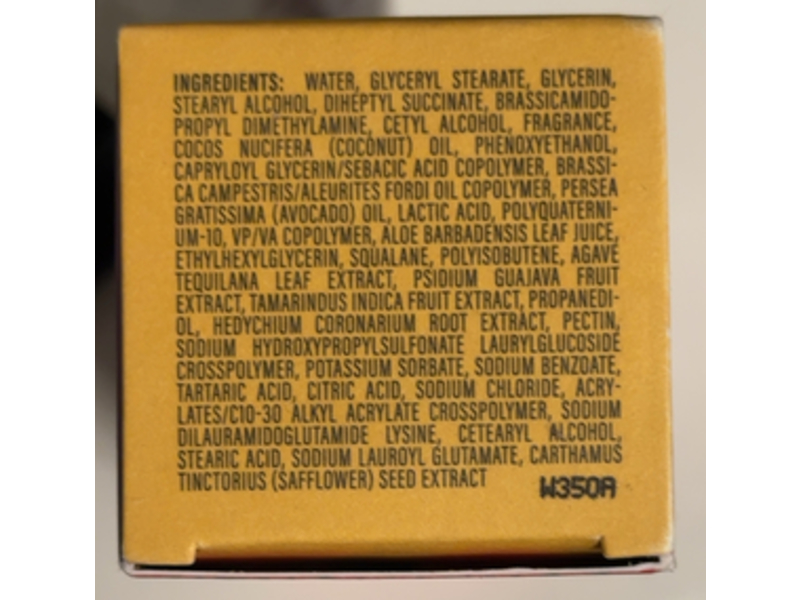 INGREDIENTS: WATER, GLYCERYL STEARATE, GLYCERIN,
STEARYL ALCOHOL, DIHEPTYL SUCCINATE, BRASSICAMIDO-
PROPYL DIMETHYLAMINE, CETYL ALCOHOL, FRAGRANCE,
COCOS NUCIFERA (COCONUT) OIL, PHENOXYETHANOL,
CAPRYLOYL GLYCERIN/SEBACIC ACID COPOLYMER, BRASSI-
CA CAMPESTRIS/ALEURITES FORDI OIL COPOLYMER, PERSEA
GRATISSIMA (AVOCADO) OIL, LACTIC ACID, POLYQUATERNI-
UM-10, VP/VA COPOLYMER, ALOE BARBADENSIS LEAF JUICE,
ETHYLHEXYLGLYCERIN, SQUALANE, POLYISOBUTENE, AGAVE
TEQUILANA LEAF EXTRACT, PSIDIUM GUAJAVA FRUIT
EXTRACT, TAMARINDUS INDICA FRUIT EXTRACT, PROPANEDI-
OL, HEDYCHIUM CORONARIUM ROOT EXTRACT, PECTIN,
SODIUM HYDROXYPROPYLSULFONATE LAURYLGLUCOSIDE
CROSSPOLYMER, POTASSIUM SORBATE, SODIUM BENZOATE,
TARTARIC ACID, CITRIC ACID, SODIUM CHLORIDE, ACRY-
LATES/C10-30 ALKYL ACRYLATE CROSSPOLYMER, SODIUM
DILAURAMIDOGLUTAMIDE LYSINE, CETEARYL ALCOHOL,
STEARIC ACID, SODIUM LAUROYL GLUTAMATE, CARTHAMUS
TINCTORIUS (SAFFLOWER) SEED EXTRACT
W350A